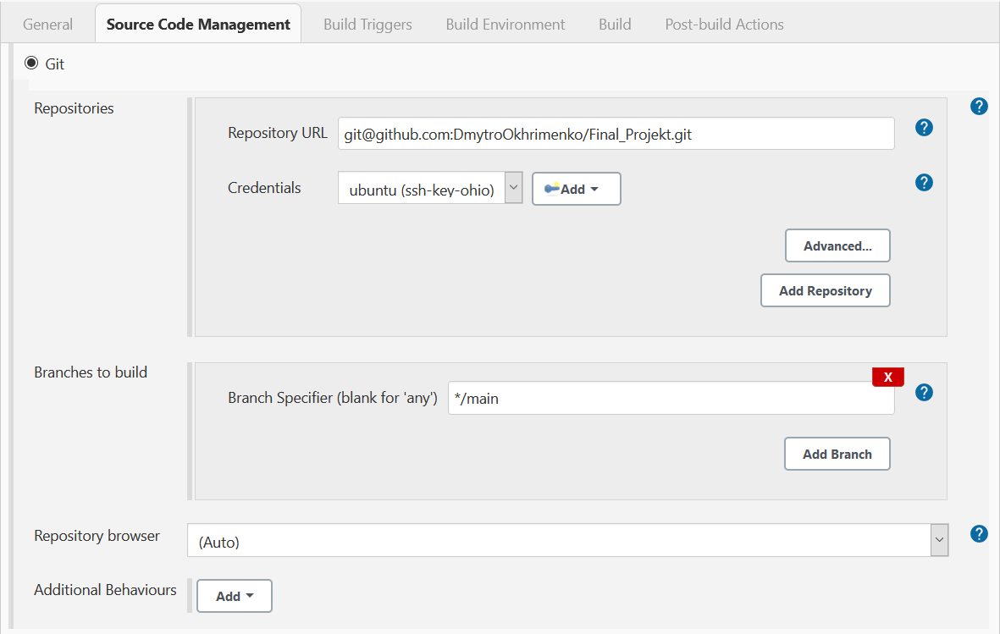 General Source Code Management Build Triggers Build Environment Build Post-build Actions
Git
Repositories
?
Repository URL git@github.com:DmytroOkhrimenko/Final_Projekt.git ?
Credentials ubuntu (ssh-key-ohio) Add ?
Advanced...
Add Repository
Branches to build
X
Branch Specifier (blank for 'any') */main ?
Add Branch
Repository browser (Auto) ?
Additional Behaviours Add